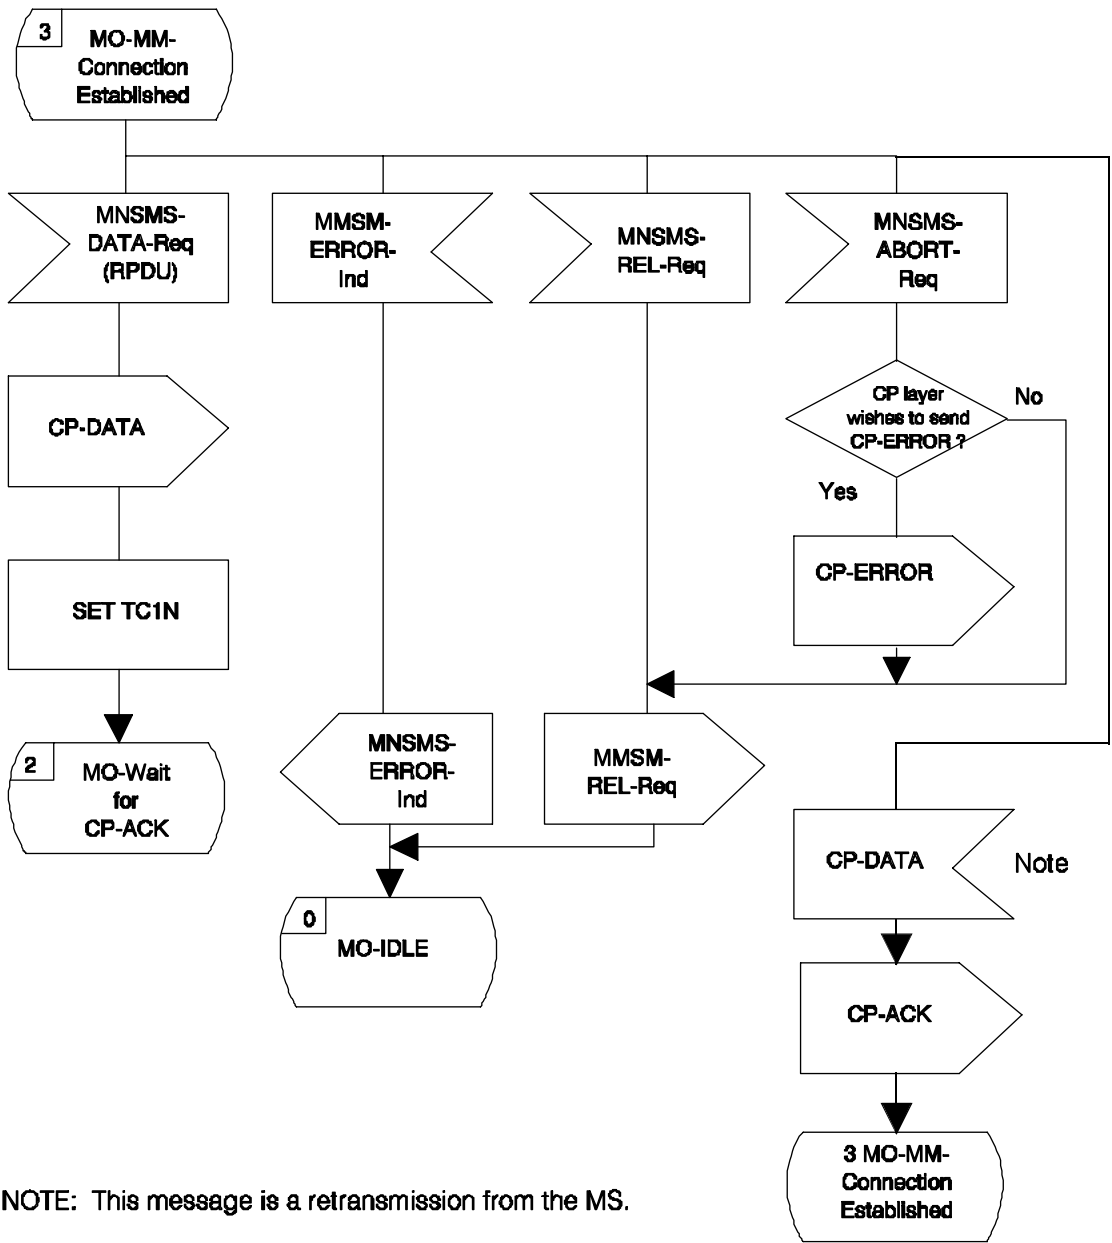 3
MO-MM-
Connection
Established
MNSMS-
DATA-Req
(RPDU)
MMSM-
ERROR-
Ind
MNSMS-
REL-Req
MNSMS-
ABORT-
Req
CP-DATA
CP layer
wishes to send
CP-ERROR ?
No
Yes
SET TC1N
CP-ERROR
2
MO-Wait
for
CP-ACK
MNSMS-
ERROR-
Ind
MMSM-
REL-Req
CP-DATA
Note
0
MO-IDLE
CP-ACK
3 MO-MM-
Connection
Established
NOTE: This message is a retransmission from the MS.